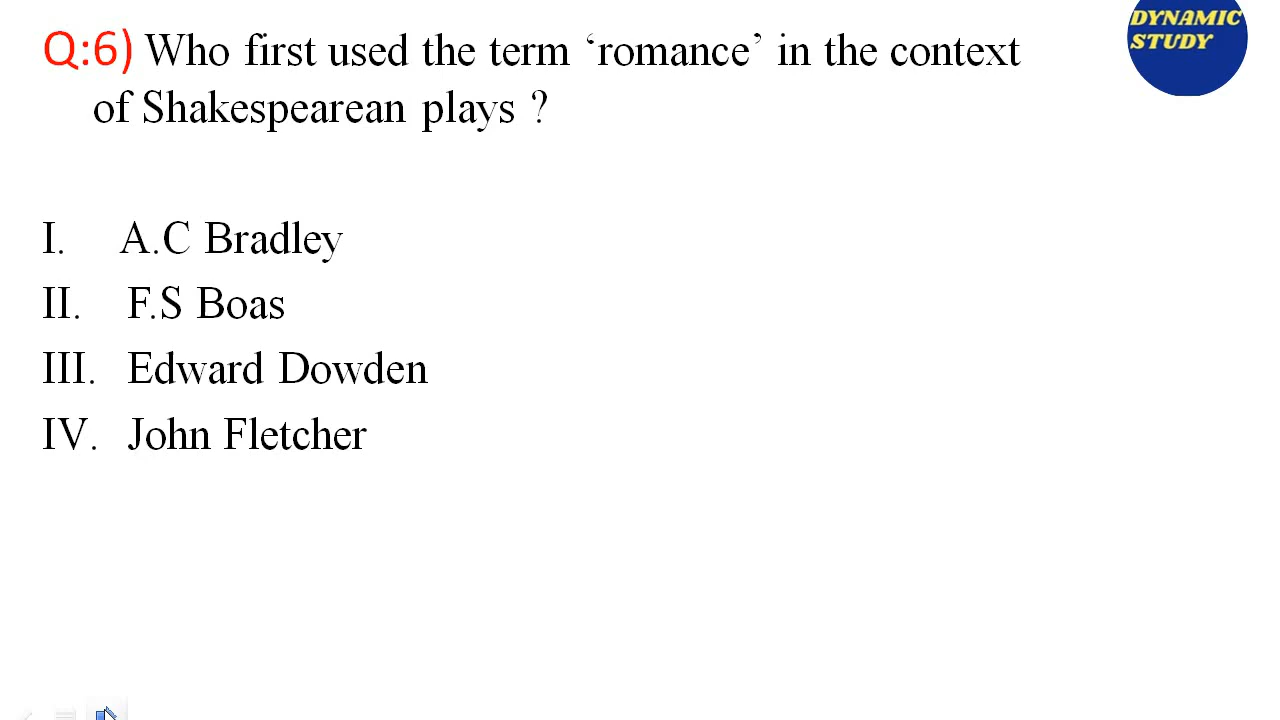 Q:6) Who first used the term ‘romance’ in the context
of Shakespearean plays ?
DYNAMIC
STUDY
I. A.C Bradley
II. F.S Boas
III. Edward Dowden
IV. John Fletcher